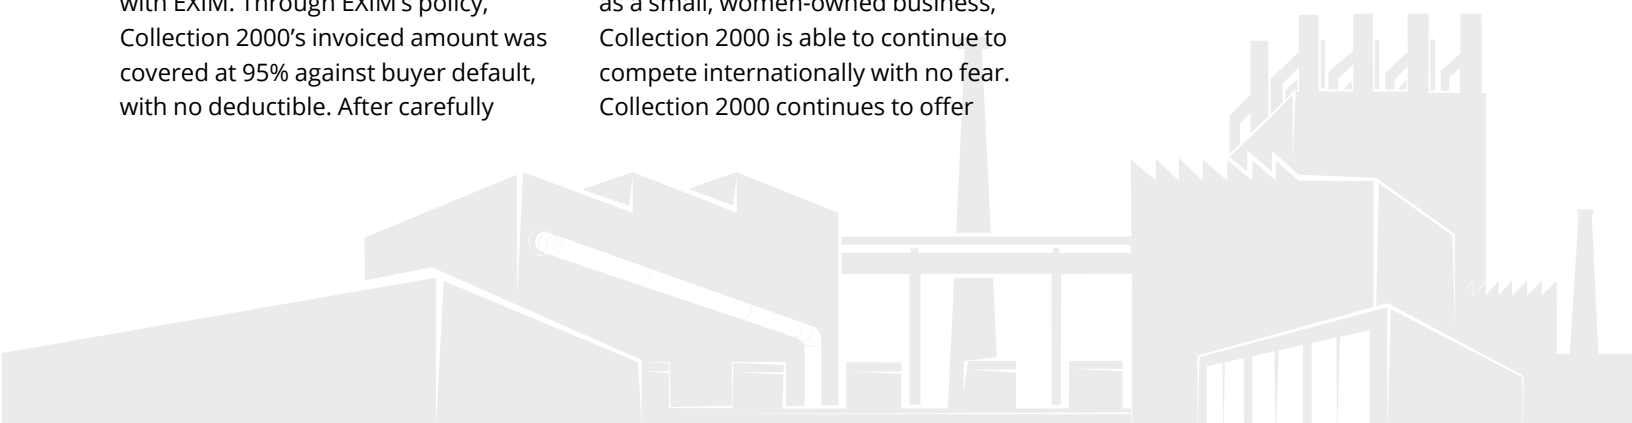 with EXIM. Through EXIM's policy,
Collection 2000’s invoiced amount was
covered at 95% against buyer default,
with no deductible. After carefully
as a small, women-owned business,
Collection 2000 is able to continue to
compete internationally with no fear.
Collection 2000 continues to offer